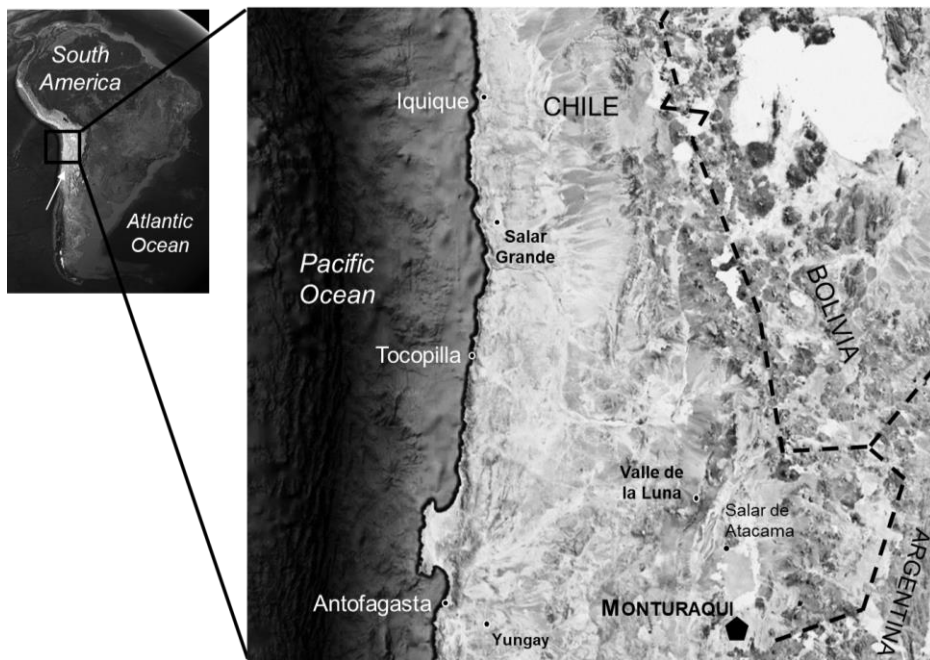 South
America
Atlantic
Ocean
Iquique
CHILE
Salar
Grande
Pacific
Ocean
BOLIVIA
Tocopilla
Valle de
la Luna
Salar de
Atacama
ARGENTINA
Antofagasta
MONTURAQUI
Yungay